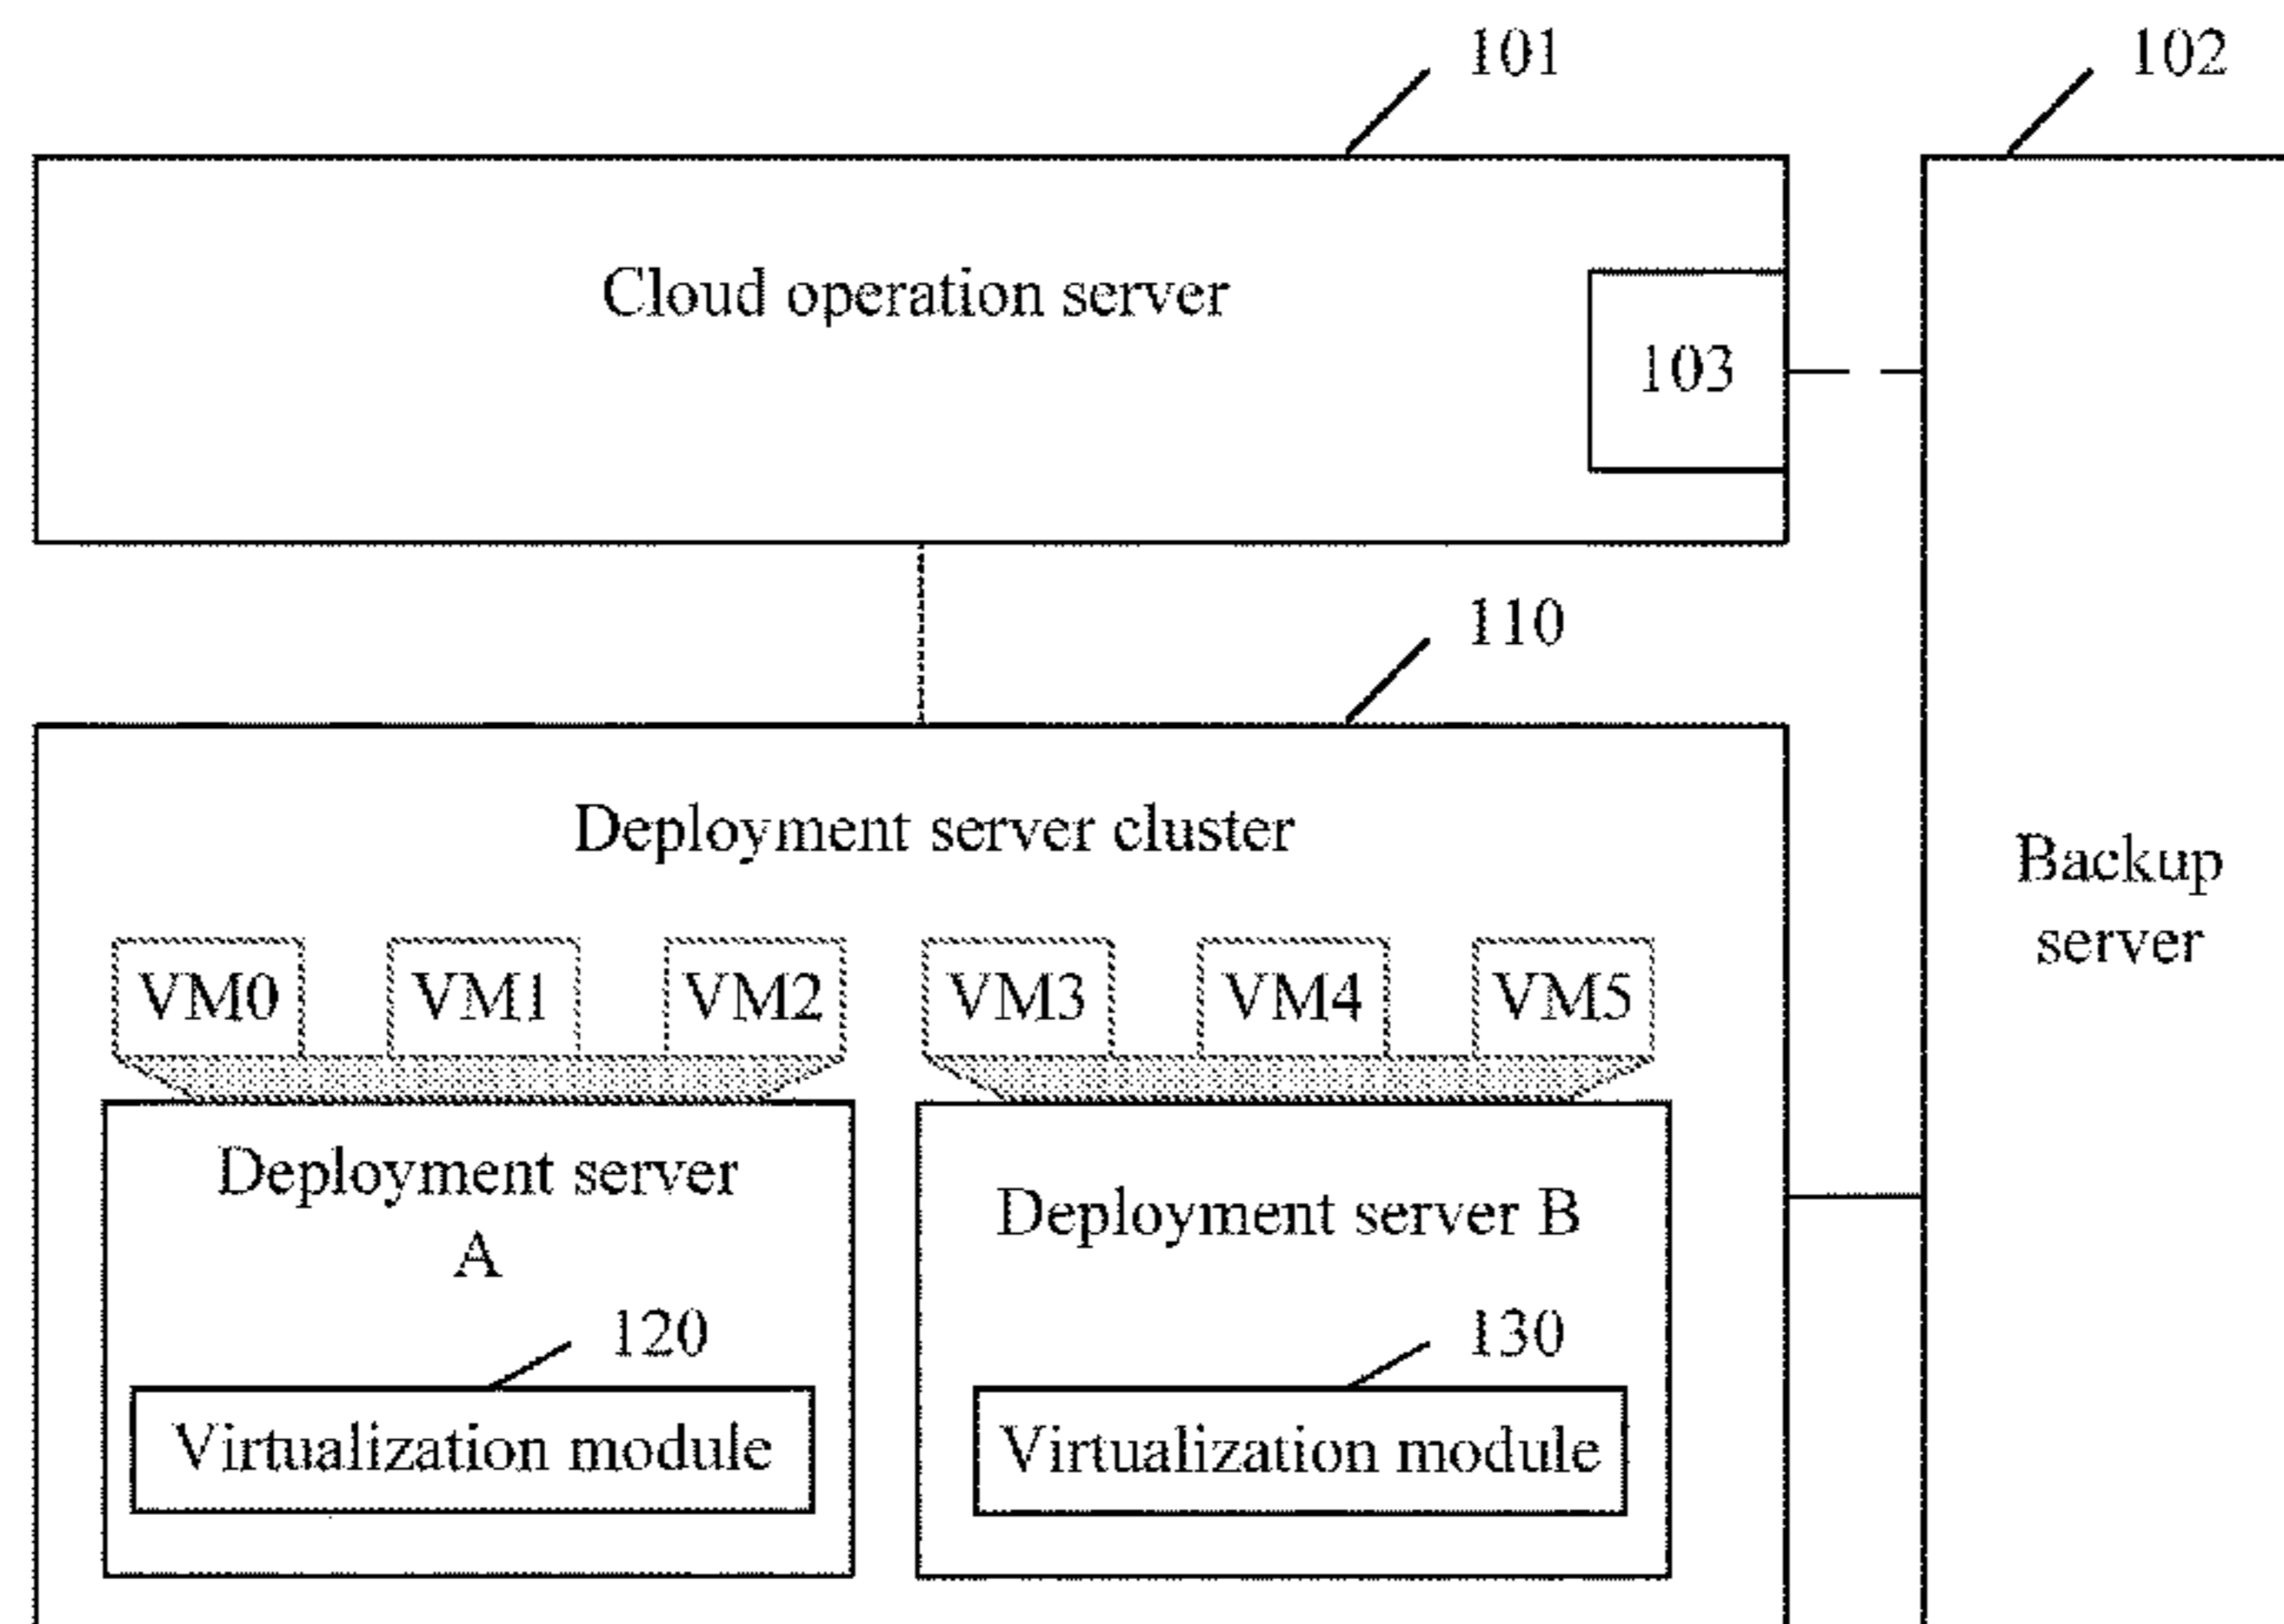 101
102
Cloud operation server
103
110
Deployment server cluster
Backup
server
VM0 VM1 VM2 VM3 VM4 VM5
Deployment server
A
Deployment server B
120
130
Virtualization module
Virtualization module